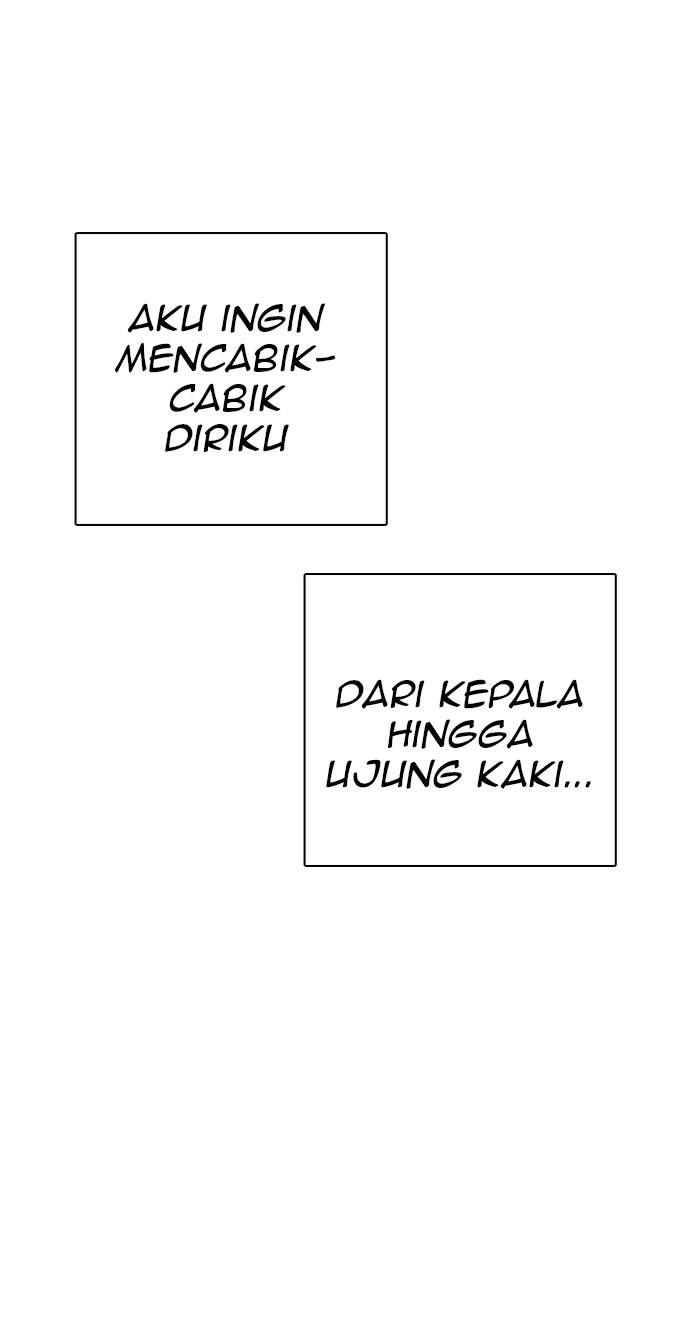 AKU INGIN
MENCABIK-
CABIK
DIRIKU
DARI KEPALA
HINGGA
UJUNG KAKI...